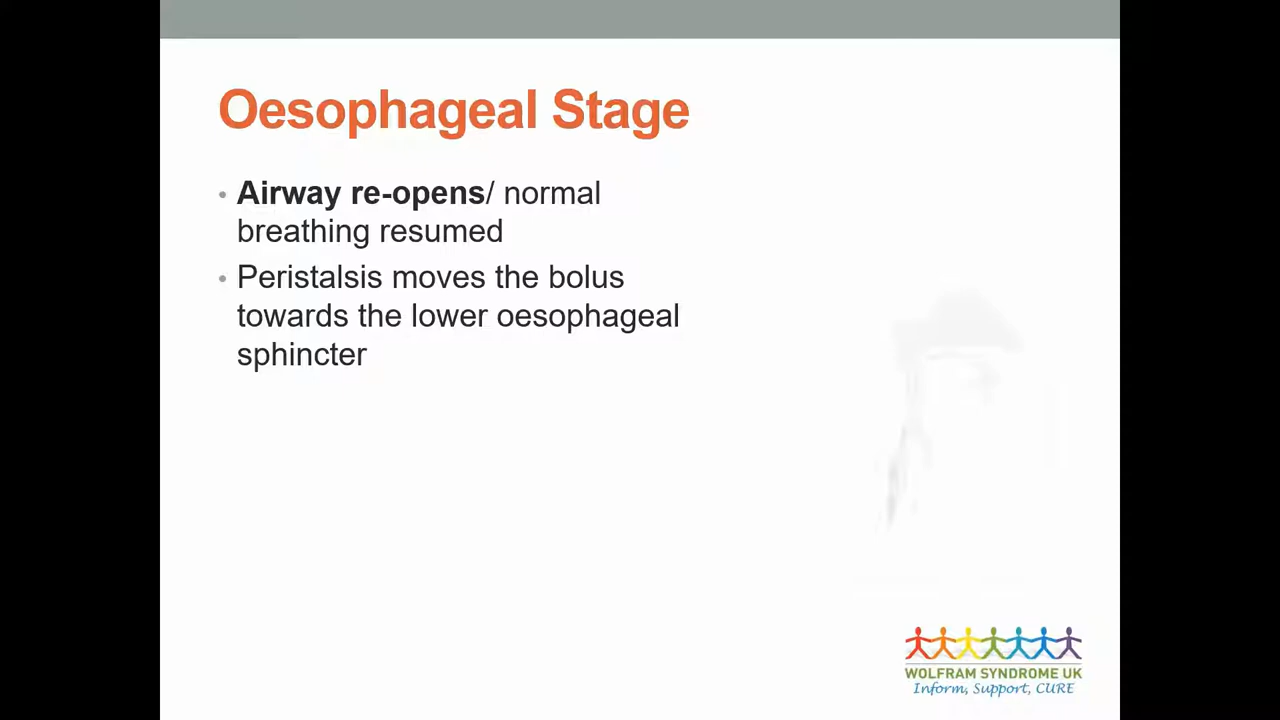 Oesophageal Stage
• Airway re-opens/ normal
breathing resumed
• Peristalsis moves the bolus
towards the lower oesophageal
sphincter
WOLFRAM SYNDROME UK
Inform, Support, CURE